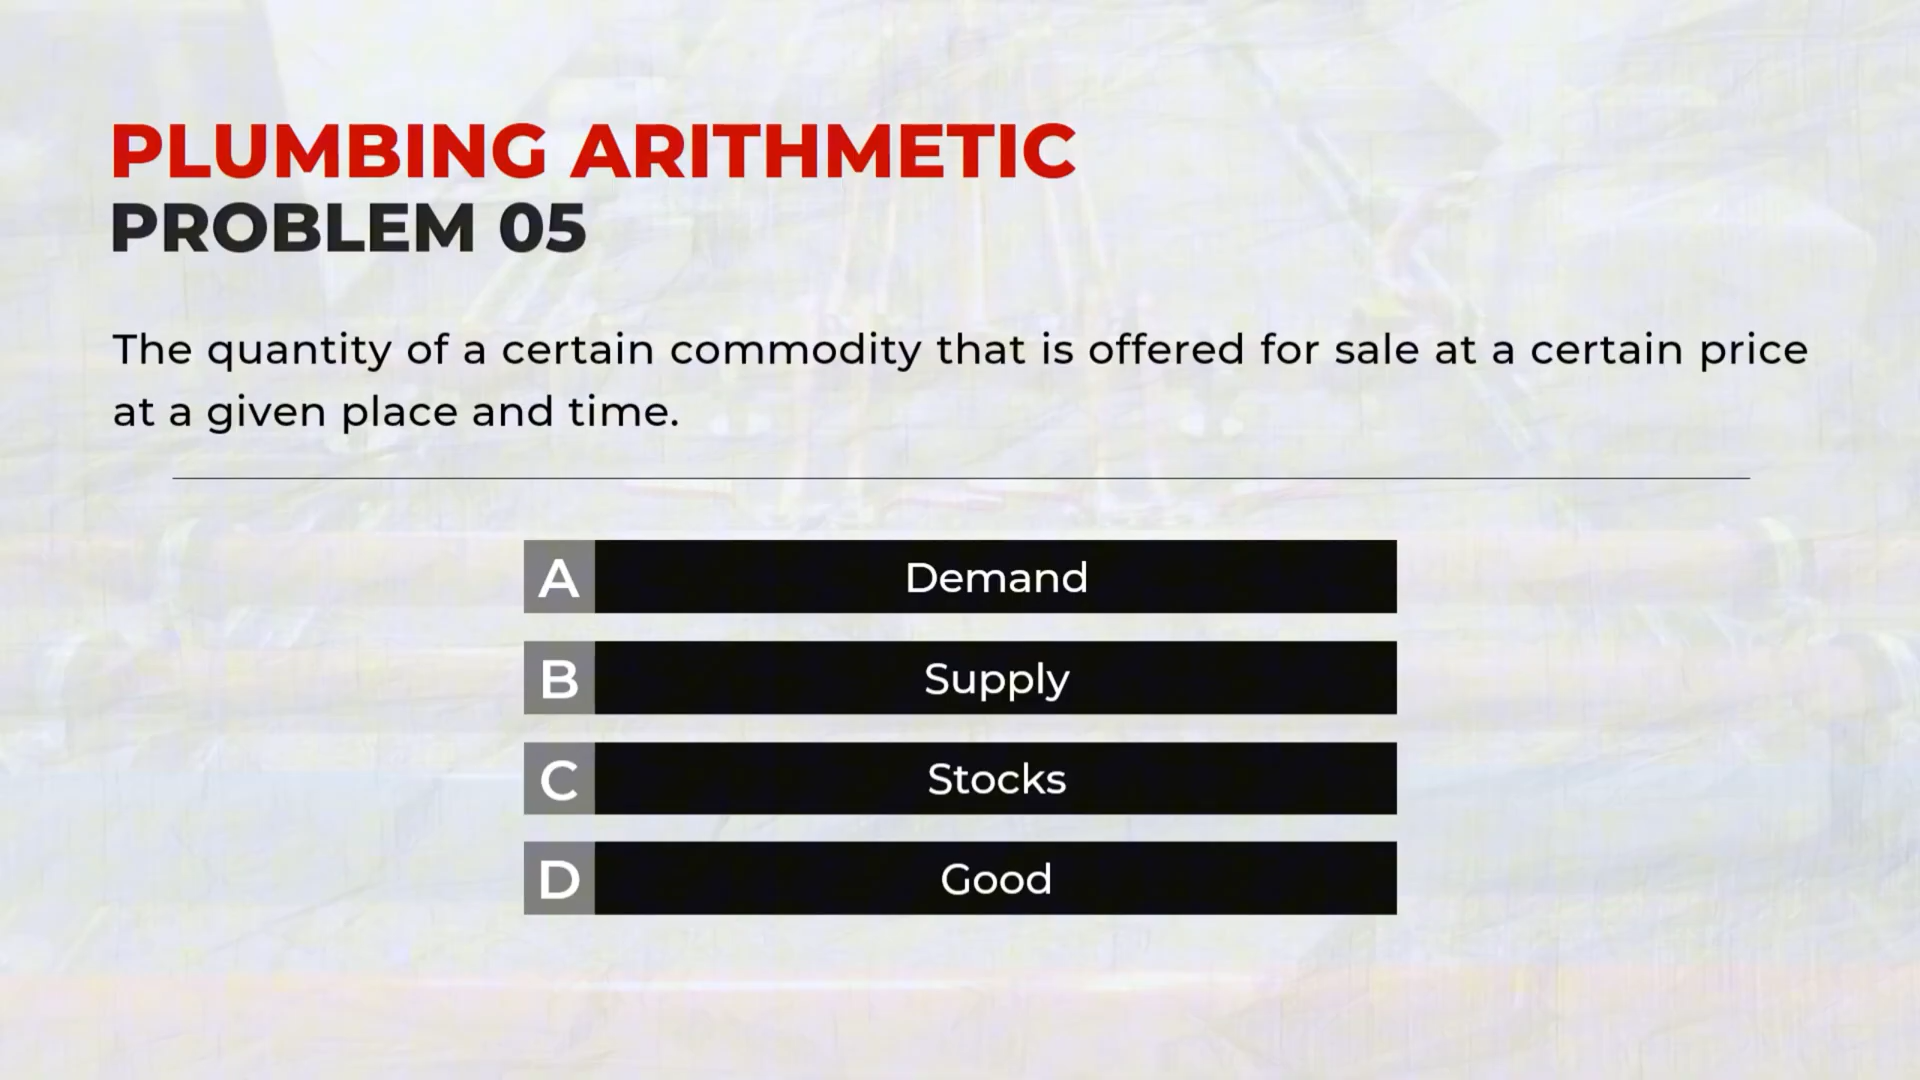 PLUMBING ARITHMETIC
PROBLEM 05
The quantity of a certain commodity that is offered for sale at a certain price
at a given place and time.
A Demand
B Supply
C Stocks
D Good